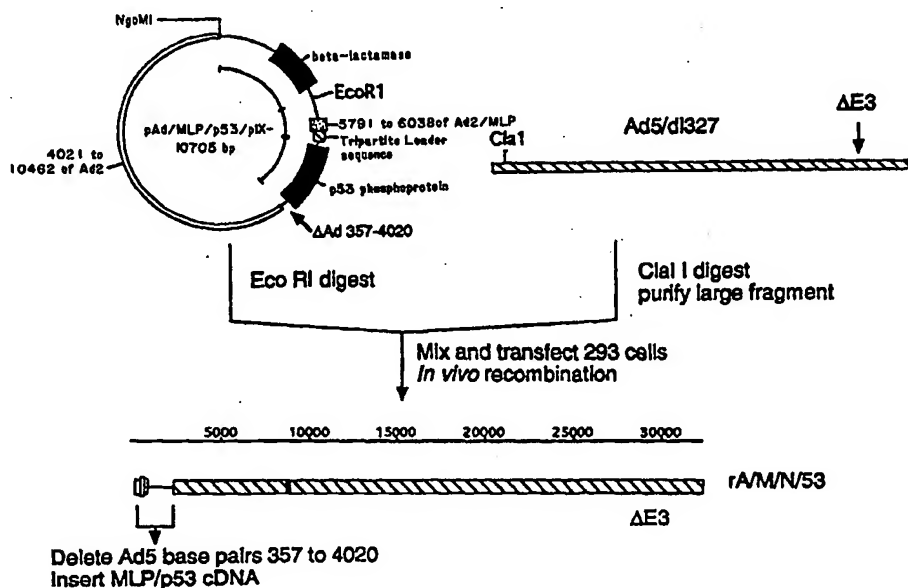 NgoMI
beta-lactamase
EcoR1
pAd/MLP/p53/pIX-
10705 bp
5791 to 6038of Ad2/MLP
Tripartite Leader
sequence
4021 to
10462 of Ad2
p53 phosphoprotein
ΔAd 357-4020
Cla1
Ad5/dl327
ΔE3
Eco RI digest
Clal I digest
purify large fragment
Mix and transfect 293 cells
In vivo recombination
5000 10000 15000 20000 25000 30000
rA/M/N/53
ΔE3
Delete Ad5 base pairs 357 to 4020
Insert MLP/p53 cDNA